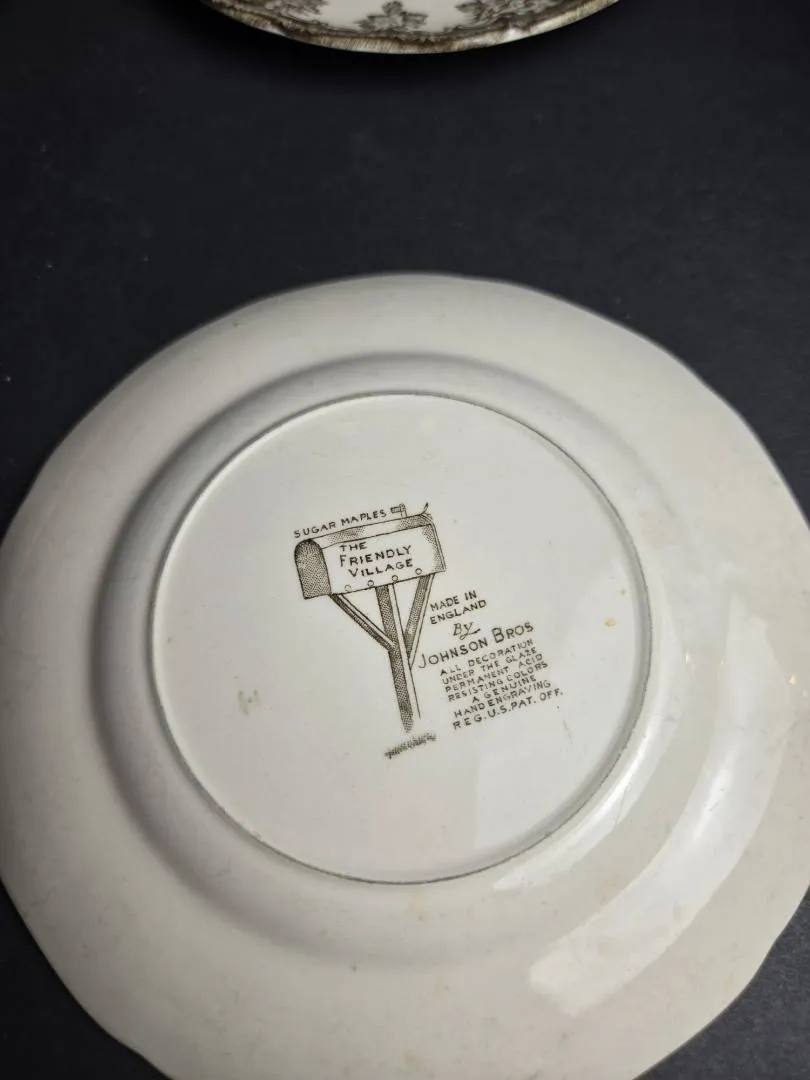 SUGAR MAPLES
THE
FRIENDLY
VILLAGE
MADE IN
ENGLAND
By
JOHNSON BROS
ALL DECORATION
UNDER THE GLAZE
PERMANENT ACID
RESISTING COLORS
A GENUINE
HAND ENGRAVING
REG. U.S. PAT. OFF.